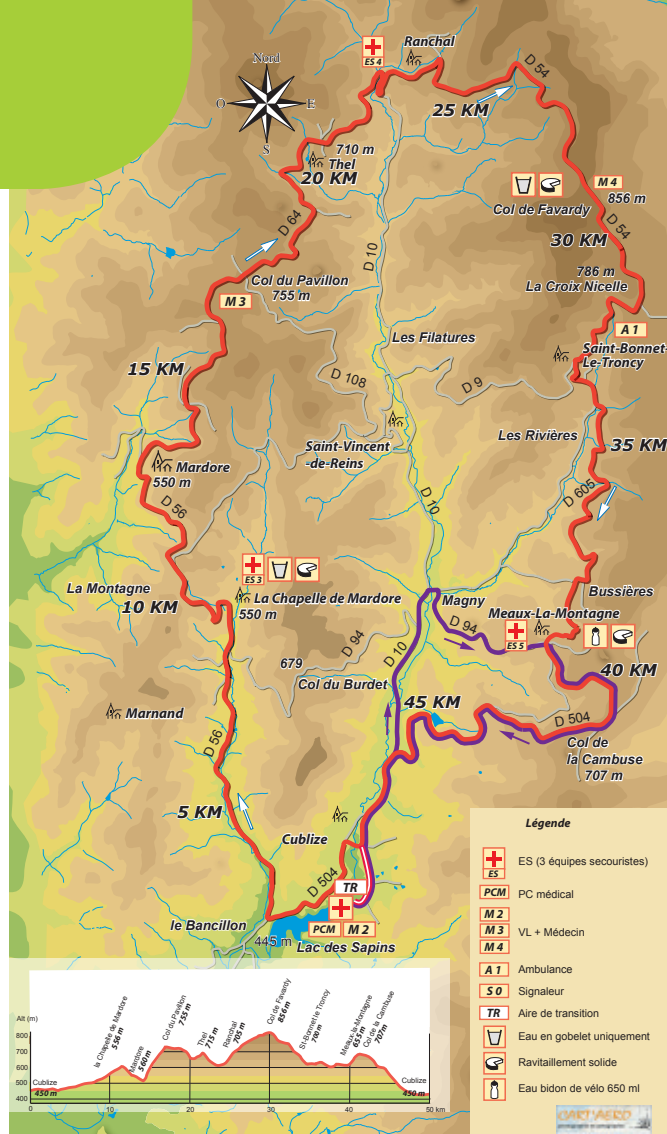 Nord
O
E
S
ES 4
Ranchal
D 54
25 KM
710 m
Thel
20 KM
M 4
856 m
Col de Favardy
D 54
D 64
30 KM
D 10
786 m
La Croix Nicelle
Col du Pavillon
755 m
M 3
A 1
Les Filatures
Saint-Bonnet-
Le-Troncy
15 KM
D 108
D 9
Les Rivières
35 KM
Saint-Vincent
-de-Reins
Mardore
550 m
D 56
D 10
D 605
ES 3
La Montagne
10 KM
La Chapelle de Mardore
550 m
Magny
Bussières
Meaux-La-Montagne
D 94
ES 5
D 94
D 10
679
Col du Burdet
40 KM
45 KM
Marnand
D 504
Col de
la Cambuse
707 m
D 56
5 KM
Cublize
D 504
TR
PCM
M 2
le Bancillon
445 m
Lac des Sapins
Légende
ES
ES (3 équipes secouristes)
PCM
PC médical
M 2
M 3
VL + Médecin
M 4
A 1
Ambulance
S 0
Signaleur
TR
Aire de transition
Eau en gobelet uniquement
Ravitaillement solide
Eau bidon de vélo 650 ml
CART'AERO
Alt (m)
800
700
600
500
400
Cublize
450 m
la Chapelle de Mardore
556 m
Mardore
560 m
Col du Pavillon
755 m
Thel
715 m
Ranchal
705 m
Col de Favardy
856 m
St-Bonnet le Troncy
700 m
Meaux-la-Montagne
655 m
Col de la Cambuse
707 m
Cublize
450 m
0
10
20
30
40
50 km